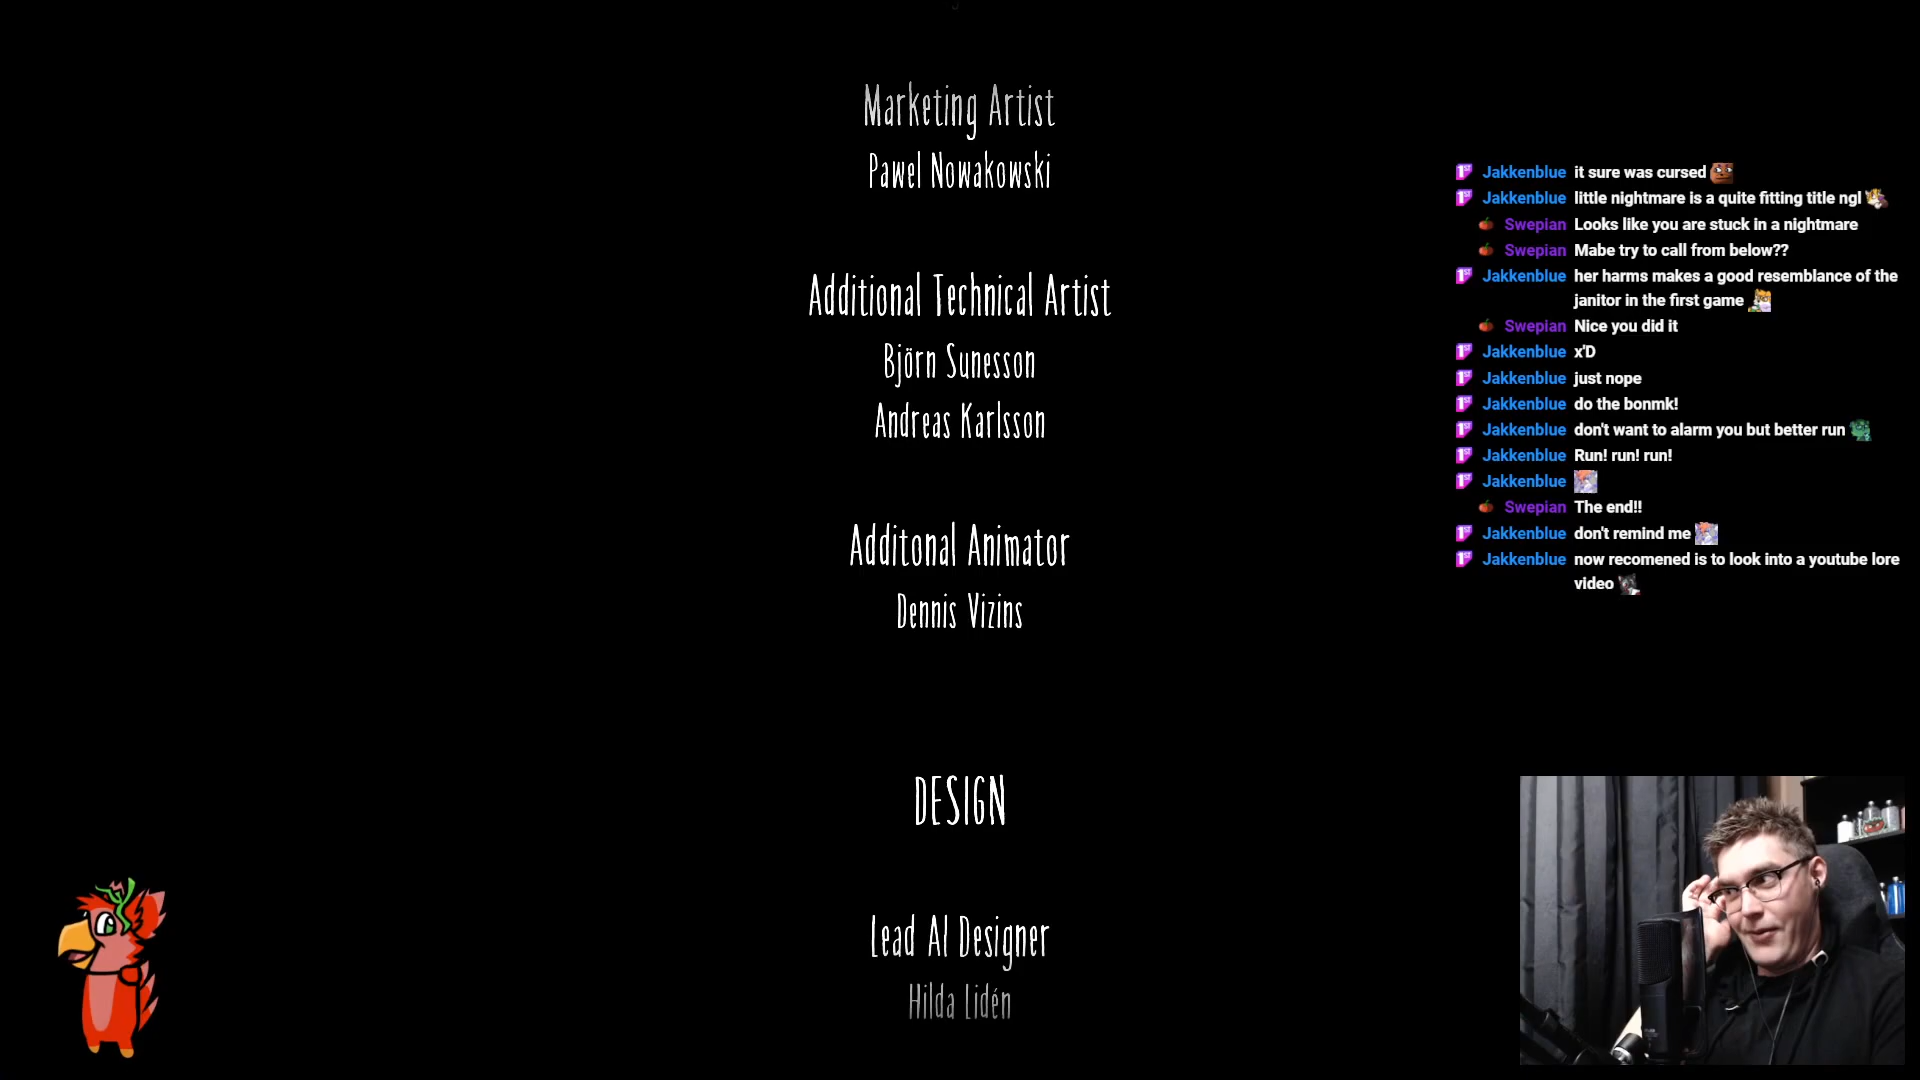 Marketing Artist
Pawel Nowakowski
Additional Technical Artist
Björn Sunesson
Andreas Karlsson
Additonal Animator
Dennis Vizins
DESIGN
Lead AI Designer
Hilda Lidén
Jakkenblue it sure was cursed
Jakkenblue little nightmare is a quite fitting title ngl
Swepian Looks like you are stuck in a nightmare
Swepian Mabe try to call from below??
Jakkenblue her harms makes a good resemblance of the
janitor in the first game
Swepian Nice you did it
Jakkenblue x'D
Jakkenblue just nope
Jakkenblue do the bonmk!
Jakkenblue don't want to alarm you but better run
Jakkenblue Run! run! run!
Jakkenblue
Swepian The end!!
Jakkenblue don't remind me
Jakkenblue now recomened is to look into a youtube lore
video